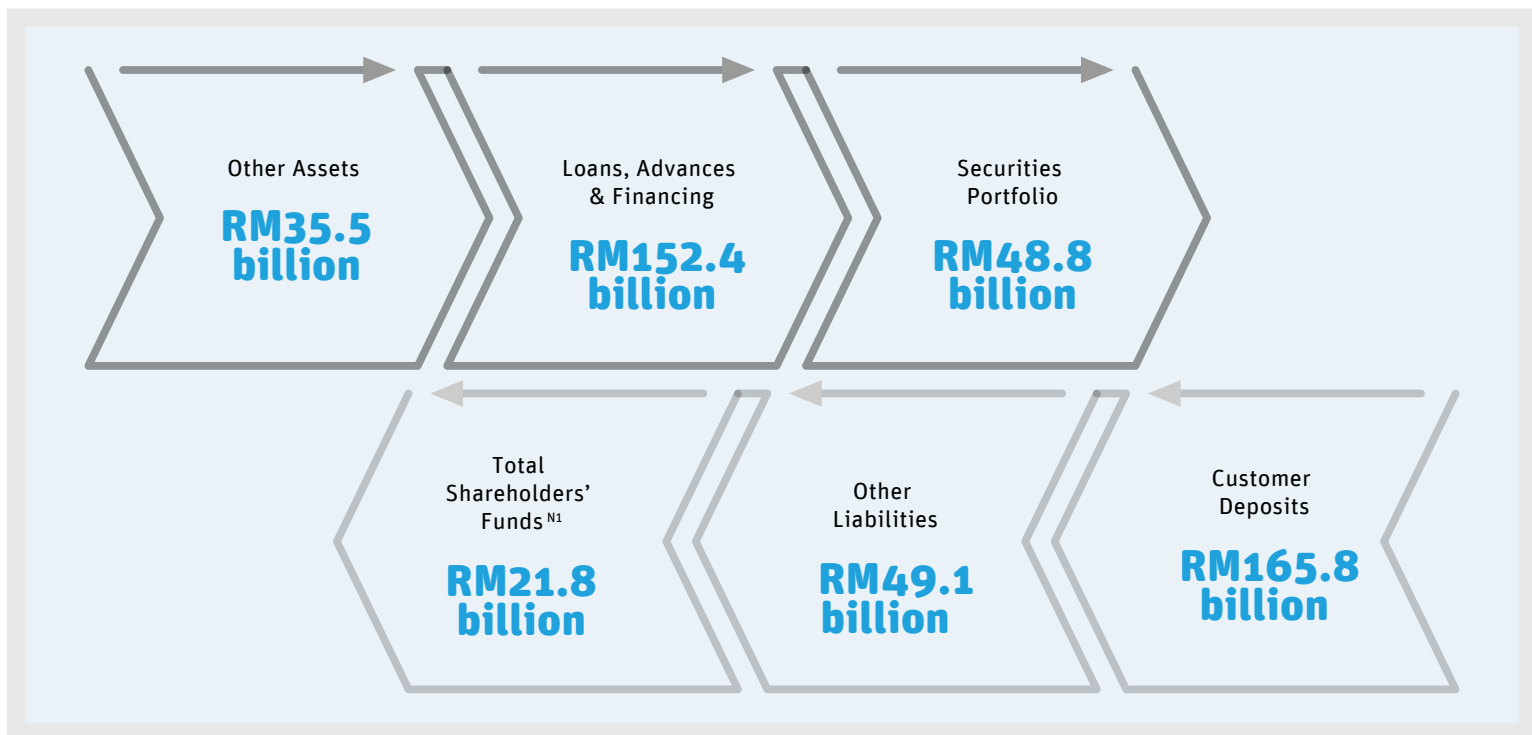 Other Assets
RM35.5
billion
Loans, Advances
& Financing
RM152.4
billion
Securities
Portfolio
RM48.8
billion
Total
Shareholders’
Funds N1
RM21.8
billion
Other
Liabilities
RM49.1
billion
Customer
Deposits
RM165.8
billion